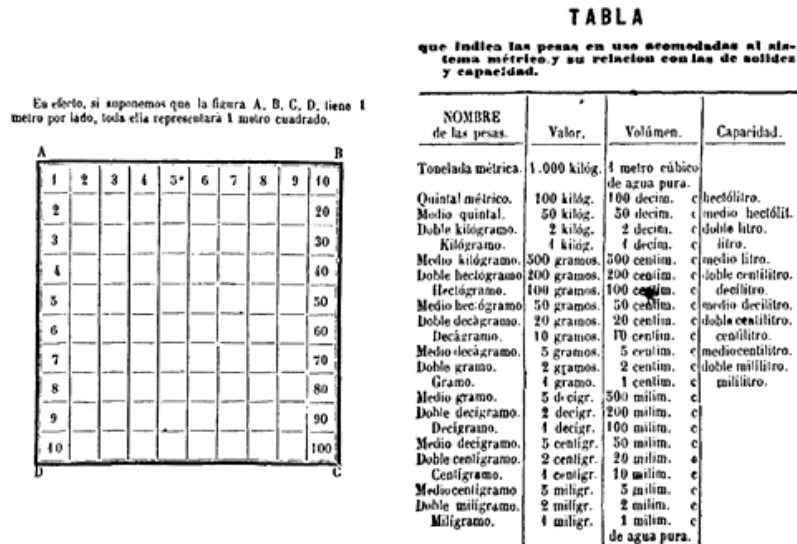 En efecto, si suponemos que la figura A, B, C, D, tiene 1
metro por lado, toda ella representará 1 metro cuadrado.
A B
1 2 3 4 5 6 7 8 9 10
2 20
3 30
4 40
5 50
6 60
7 70
8 80
9 90
10 100
D C
TABLA
que indica las pesas en uso acomodadas al sis-
tema métrico y su relacion con las de solidez
y capacidad.
NOMBRE
de las pesas. Valor. Volúmen. Capacidad.
Tonelada métrica. 1.000 kilóg. 1 metro cúbico
de agua pura.
Quintal métrico. 100 kilóg. 100 decim. c hectólitro.
Medio quintal. 50 kilóg. 50 decim. c medio hectólit.
Doble kilógramo. 2 kilóg. 2 decim. c doble litro.
Kilógramo. 1 kilóg. 1 decim. c litro.
Medio kilógramo. 500 gramos. 500 centim. c medio litro.
Doble hectógramo 200 gramos. 200 centim. c doble centilitro.
Hectógramo. 100 gramos. 100 centim. c decilitro.
Medio hectógramo 50 gramos. 50 centim. c medio decilitro.
Doble decágramo. 20 gramos. 20 centim. c doble centilitro.
Decágramo. 10 gramos. 10 centim. c centilitro.
Medio decágramo. 5 gramos. 5 centim. c medio centilitro.
Doble gramo. 2 gramos. 2 centim. c doble mililitro.
Gramo. 1 gramo. 1 centim. c mililitro.
Medio gramo. 5 decigr. 500 milim. c
Doble decigramo. 2 decigr. 200 milim. c
Decigramo. 1 decigr. 100 milim. c
Medio decigramo. 5 centigr. 50 milim. c
Doble centígramo. 2 centigr. 20 milim. c
Centígramo. 1 centigr. 10 milim. c
Medio centígramo 5 miligr. 5 milim. c
Doble milígramo. 2 miligr. 2 milim. c
Milígramo. 1 miligr. 1 milim. c
de agua pura.